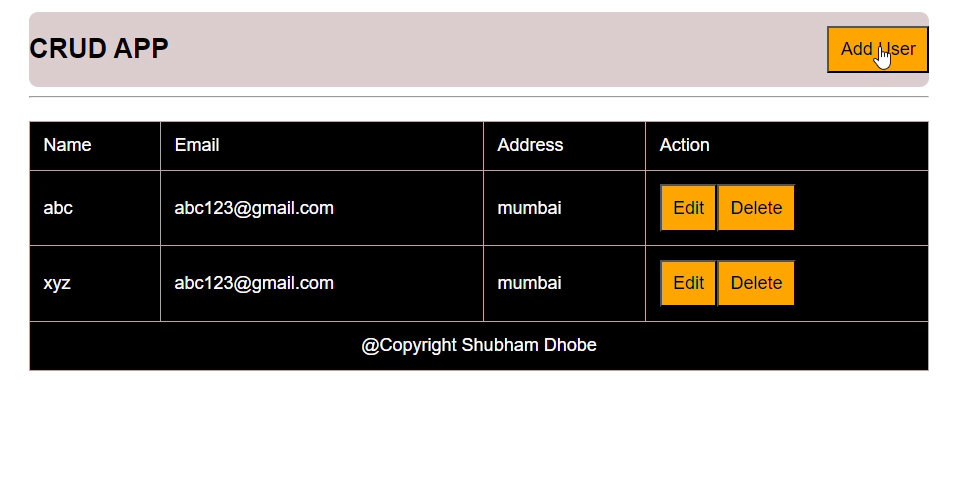 CRUD APP Add User
Name Email Address Action
abc abc123@gmail.com mumbai Edit Delete
xyz abc123@gmail.com mumbai Edit Delete
@Copyright Shubham Dhobe